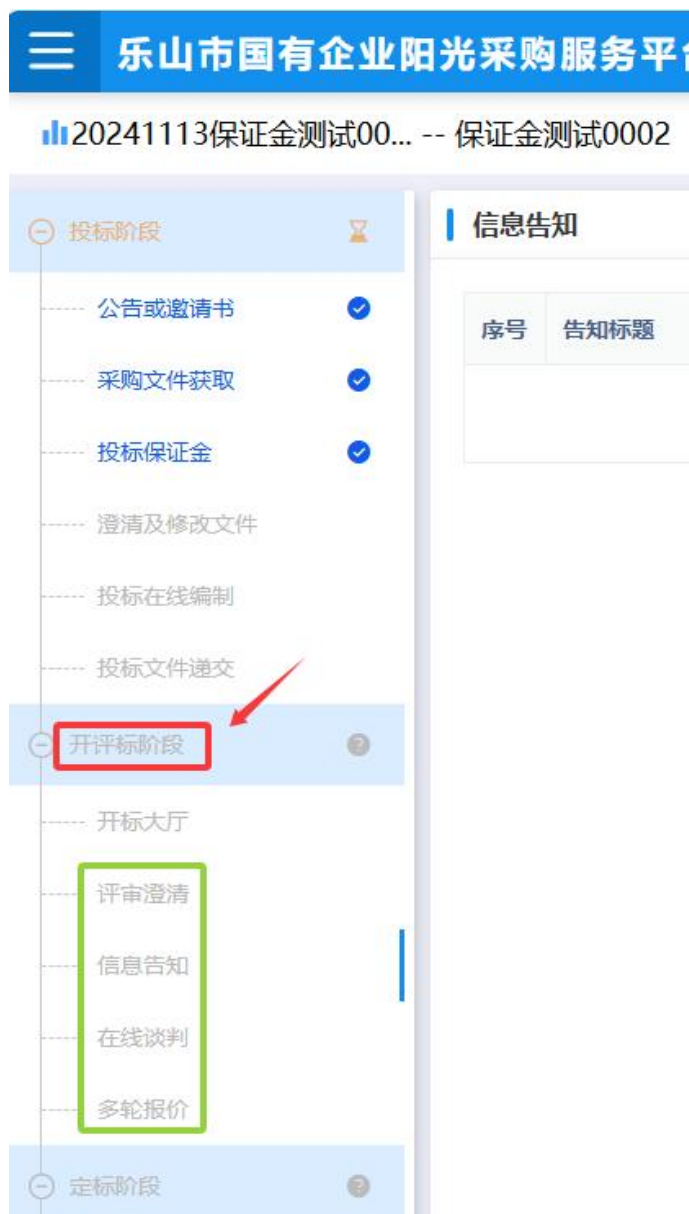 乐山市国有企业阳光采购服务平
20241113保证金测试00... -- 保证金测试0002
投标阶段
信息告知
公告或邀请书
序号 告知标题
采购文件获取
投标保证金
澄清及修改文件
投标在线编制
投标文件递交
开评标阶段
开标大厅
评审澄清
信息告知
在线谈判
多轮报价
定标阶段